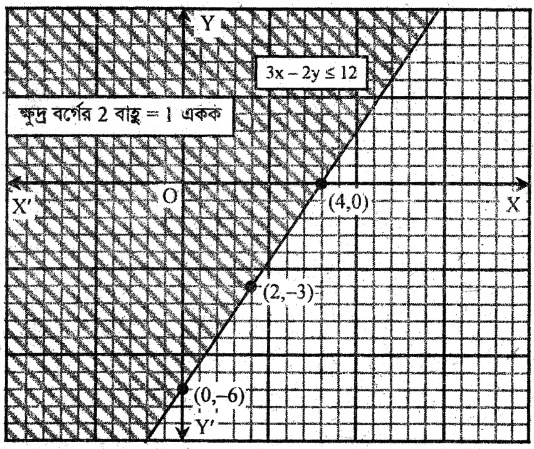 Y
3x – 2y ≤ 12
ক্ষুদ্র বর্গের 2 বাহু = 1 একক
X′
O
X
(4,0)
(2,–3)
(0,–6)
Y′